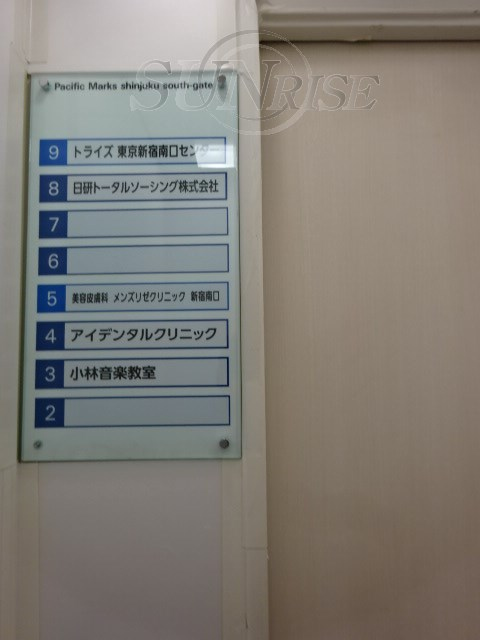 Pacific Marks shinjuku south-gate
SUNRISE
9 トライズ 東京新宿南口センター
8 日研トータルソーシング株式会社
7
6
5 美容皮膚科 メンズリゼクリニック 新宿南口
4 アイデンタルクリニック
3 小林音楽教室
2